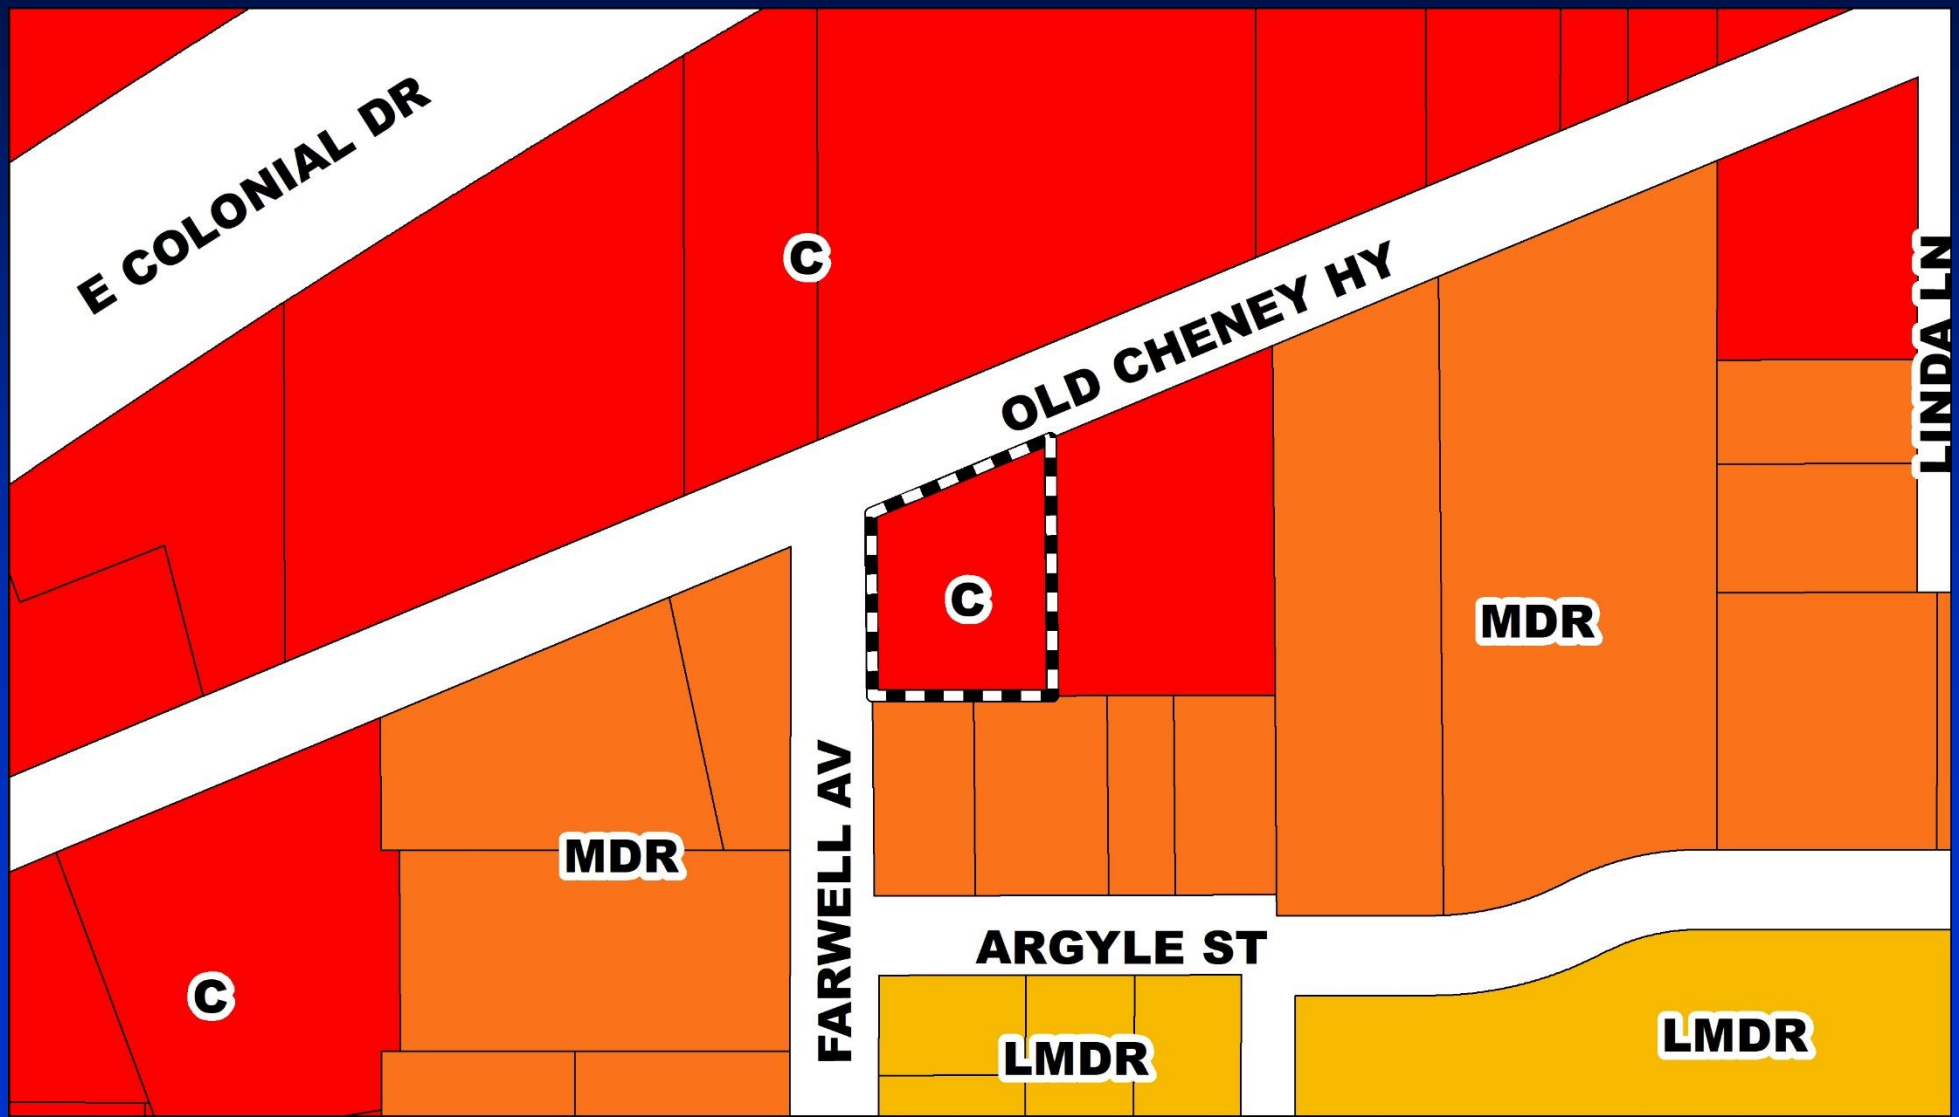 E COLONIAL DR
C
OLD CHENEY HY
LINDA LN
C
MDR
MDR
FARWELL AV
ARGYLE ST
C
LMDR
LMDR